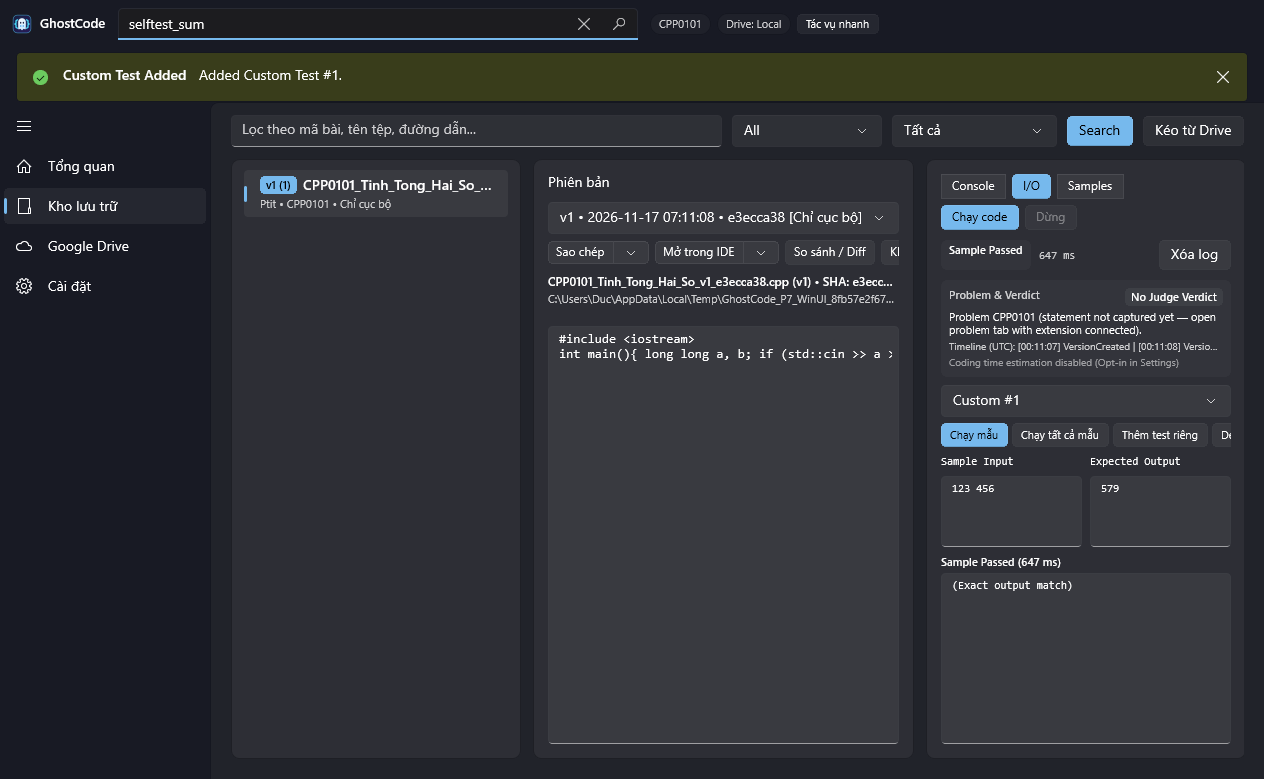 GhostCode
selftest_sum
CPP0101
Drive: Local
Tác vụ nhanh
Custom Test Added Added Custom Test #1.
Tổng quan
Kho lưu trữ
Google Drive
Cài đặt
Lọc theo mã bài, tên tệp, đường dẫn...
All
Tất cả
Search
Kéo từ Drive
v1 (1) CPP0101_Tinh_Tong_Hai_So_...
Ptit • CPP0101 • Chỉ cục bộ
Phiên bản
v1 • 2026-11-17 07:11:08 • e3ecca38 [Chỉ cục bộ]
Sao chép
Mở trong IDE
So sánh / Diff
CPP0101_Tinh_Tong_Hai_So_v1_e3ecca38.cpp (v1) • SHA: e3ecc...
C:\Users\Duc\AppData\Local\Temp\GhostCode_P7_WinUI_8fb57e2f67...
#include <iostream>
int main(){ long long a, b; if (std::cin >> a >
Console
I/O
Samples
Chạy code
Dừng
Sample Passed
647 ms
Xóa log
Problem & Verdict
No Judge Verdict
Problem CPP0101 (statement not captured yet — open
problem tab with extension connected).
Timeline (UTC): [00:11:07] VersionCreated | [00:11:08] Versio...
Coding time estimation disabled (Opt-in in Settings)
Custom #1
Chạy mẫu
Chạy tất cả mẫu
Thêm test riêng
Sample Input
Expected Output
123 456
579
Sample Passed (647 ms)
(Exact output match)